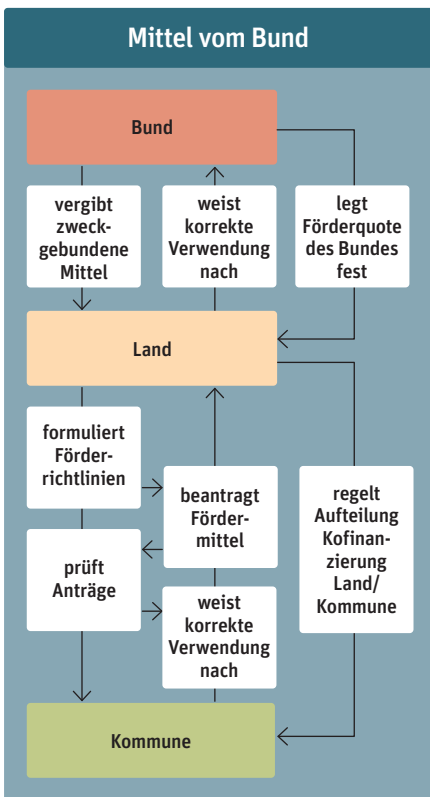 Mittel vom Bund
Bund
vergibt
zweck-
gebundene
Mittel
weist
korrekte
Verwendung
nach
legt
Förderquote
des Bundes
fest
Land
formuliert
Förder-
richtlinien
beantragt
Förder-
mittel
regelt
Aufteilung
Kofinan-
zierung
Land/
Kommune
prüft
Anträge
weist
korrekte
Verwendung
nach
Kommune